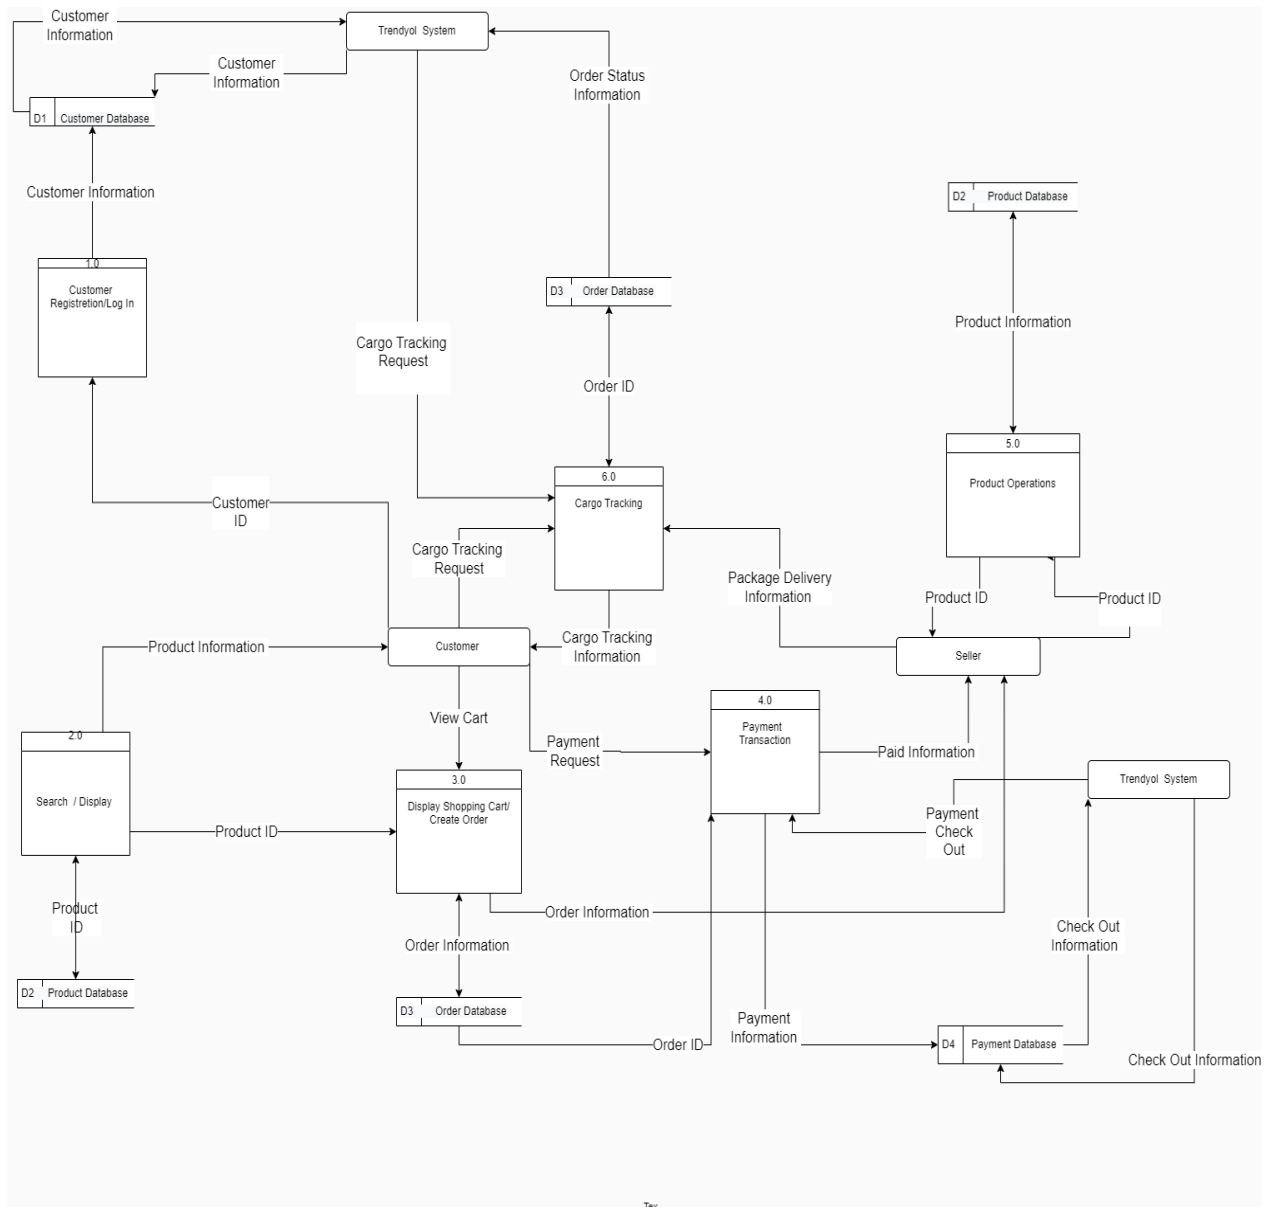 Customer
Information
Trendyol System
Customer
Information
Order Status
Information
D1 Customer Database
Customer Information
D2 Product Database
1.0
Customer
Registretion/Log In
D3 Order Database
Product Information
Cargo Tracking
Request
Order ID
5.0
Product Operations
6.0
Cargo Tracking
Customer
ID
Cargo Tracking
Request
Package Delivery
Information
Product ID
Product ID
Product Information
Customer
Cargo Tracking
Information
Seller
4.0
Payment
Transaction
View Cart
Payment
Request
Paid Information
2.0
Search / Display
3.0
Display Shopping Cart/
Create Order
Trendyol System
Payment
Check
Out
Product ID
Product
ID
Order Information
Order Information
Check Out
Information
D2 Product Database
D3 Order Database
Payment
Information
Order ID
D4 Payment Database
Check Out Information
Tex